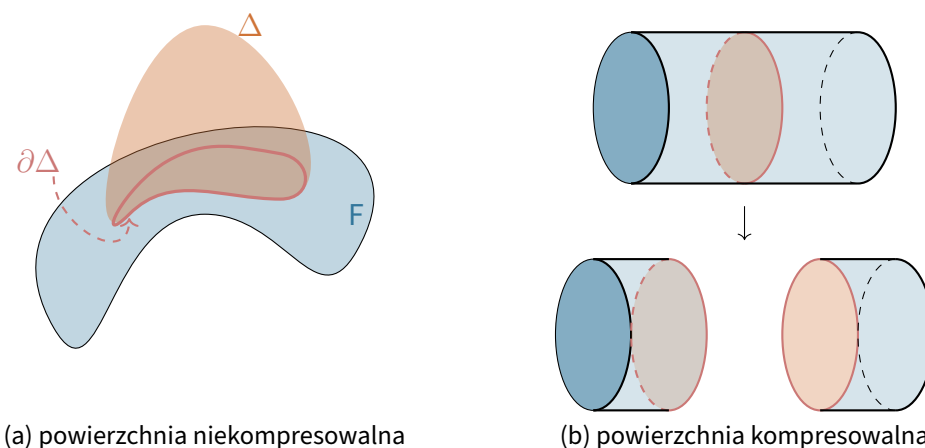 Δ
∂Δ
F
(a) powierzchnia niekompresowalna
(b) powierzchnia kompresowalna